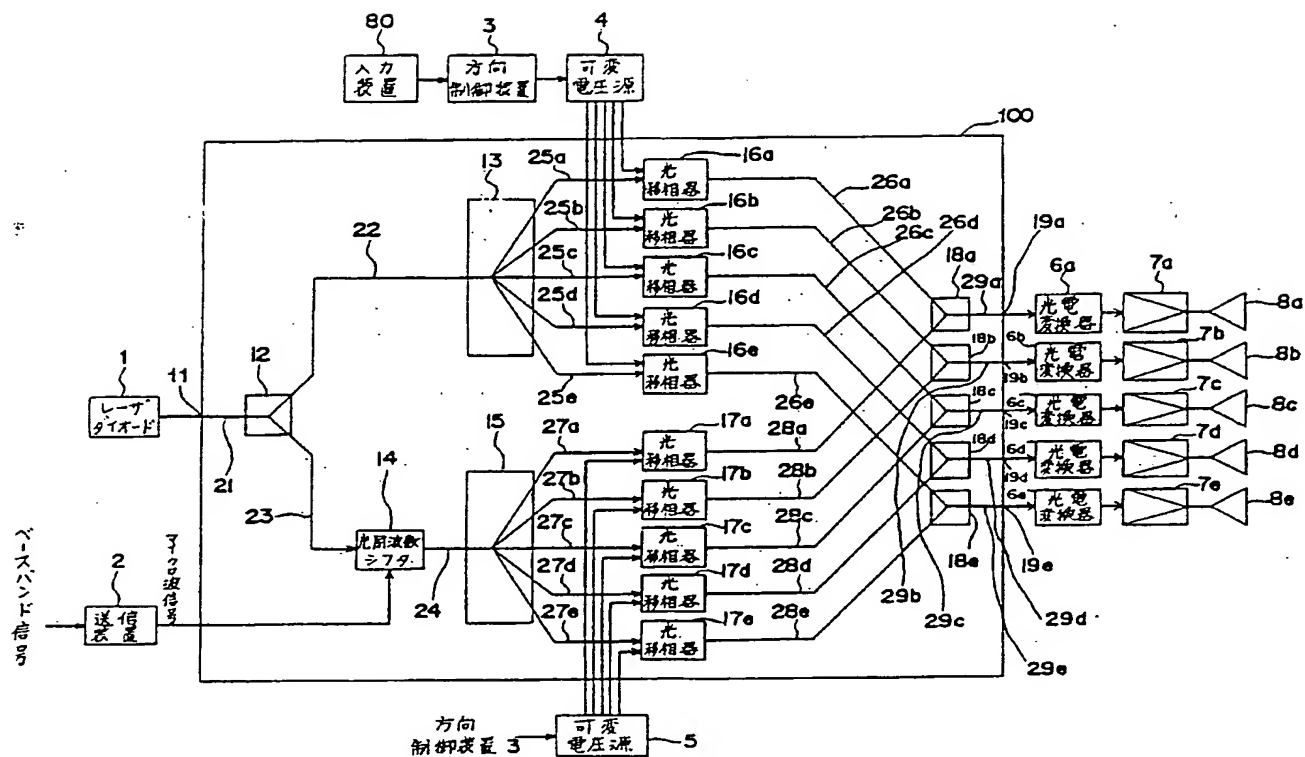 80
入力
装置
3
方向
制御装置
4
可変
電圧源
100
13
25a
25b
25c
25d
25e
光
移相器
16a
光
移相器
16b
光
移相器
16c
光
移相器
16d
光
移相器
16e
26a
26b
26c
26d
26e
22
1
レーザ
ダイオード
11
12
21
23
14
光周波数
シフタ
24
15
27a
27b
27c
27d
27e
光
移相器
17a
光
移相器
17b
光
移相器
17c
光
移相器
17d
光
移相器
17e
28a
28b
28c
28d
28e
18a
18b
18c
18d
18e
29a
29b
29c
29d
29e
19a
19b
19c
19d
19e
6a
光電
変換器
7a
8a
6b
光電
変換器
7b
8b
6c
光電
変換器
7c
8c
6d
光電
変換器
7d
8d
6e
光電
変換器
7e
8e
ベースバンド信号
2
送信
装置
マイクロ波信号
方向
制御装置3
可変
電圧源
5